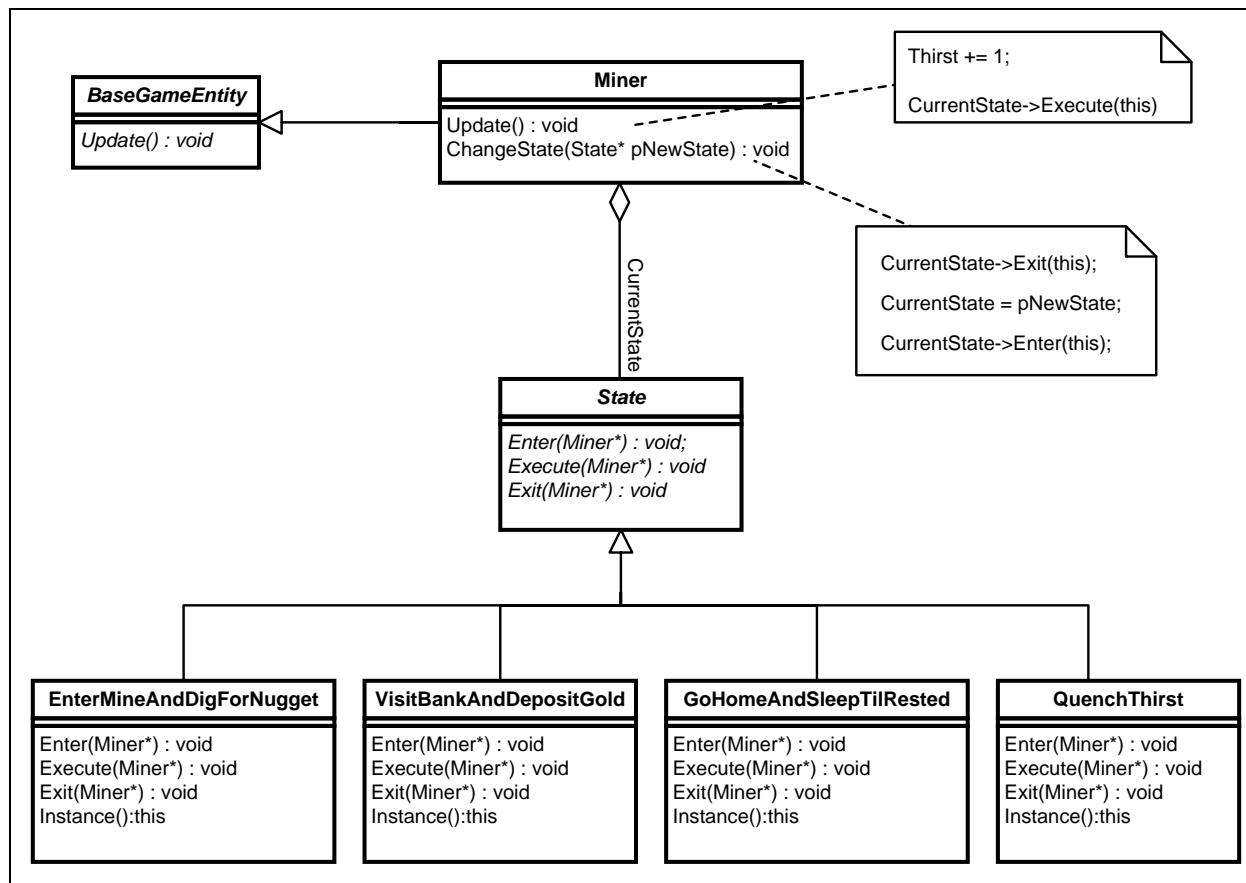 BaseGameEntity
Update() : void
Miner
Update() : void
ChangeState(State* pNewState) : void
Thirst += 1;
CurrentState->Execute(this)
CurrentState->Exit(this);
CurrentState = pNewState;
CurrentState->Enter(this);
CurrentState
State
Enter(Miner*) : void;
Execute(Miner*) : void
Exit(Miner*) : void
EnterMineAndDigForNugget
Enter(Miner*) : void
Execute(Miner*) : void
Exit(Miner*) : void
Instance():this
VisitBankAndDepositGold
Enter(Miner*) : void
Execute(Miner*) : void
Exit(Miner*) : void
Instance():this
GoHomeAndSleepTilRested
Enter(Miner*) : void
Execute(Miner*) : void
Exit(Miner*) : void
Instance():this
QuenchThirst
Enter(Miner*) : void
Execute(Miner*) : void
Exit(Miner*) : void
Instance():this